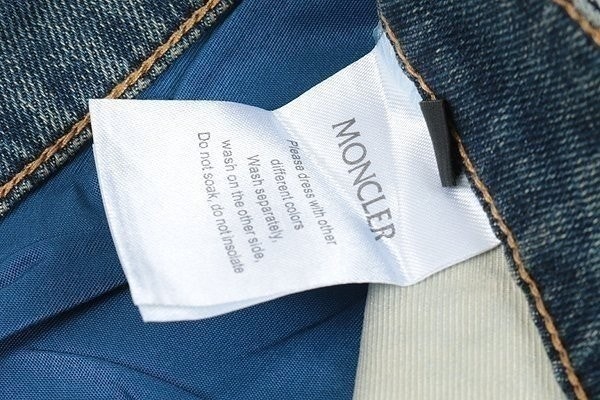 MONCLER
Please dress with other
different colors
Wash separately,
wash on the other side,
Do not soak, do not insolate